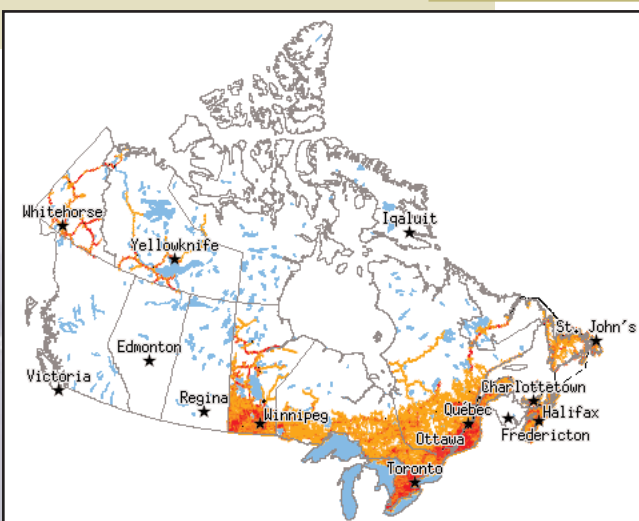 Whitehorse
Iqaluit
Yellowknife
St. John's
Edmonton
Victoria
Charlottetown
Regina
Winnipeg
Québec
Halifax
Ottawa
Fredericton
Toronto